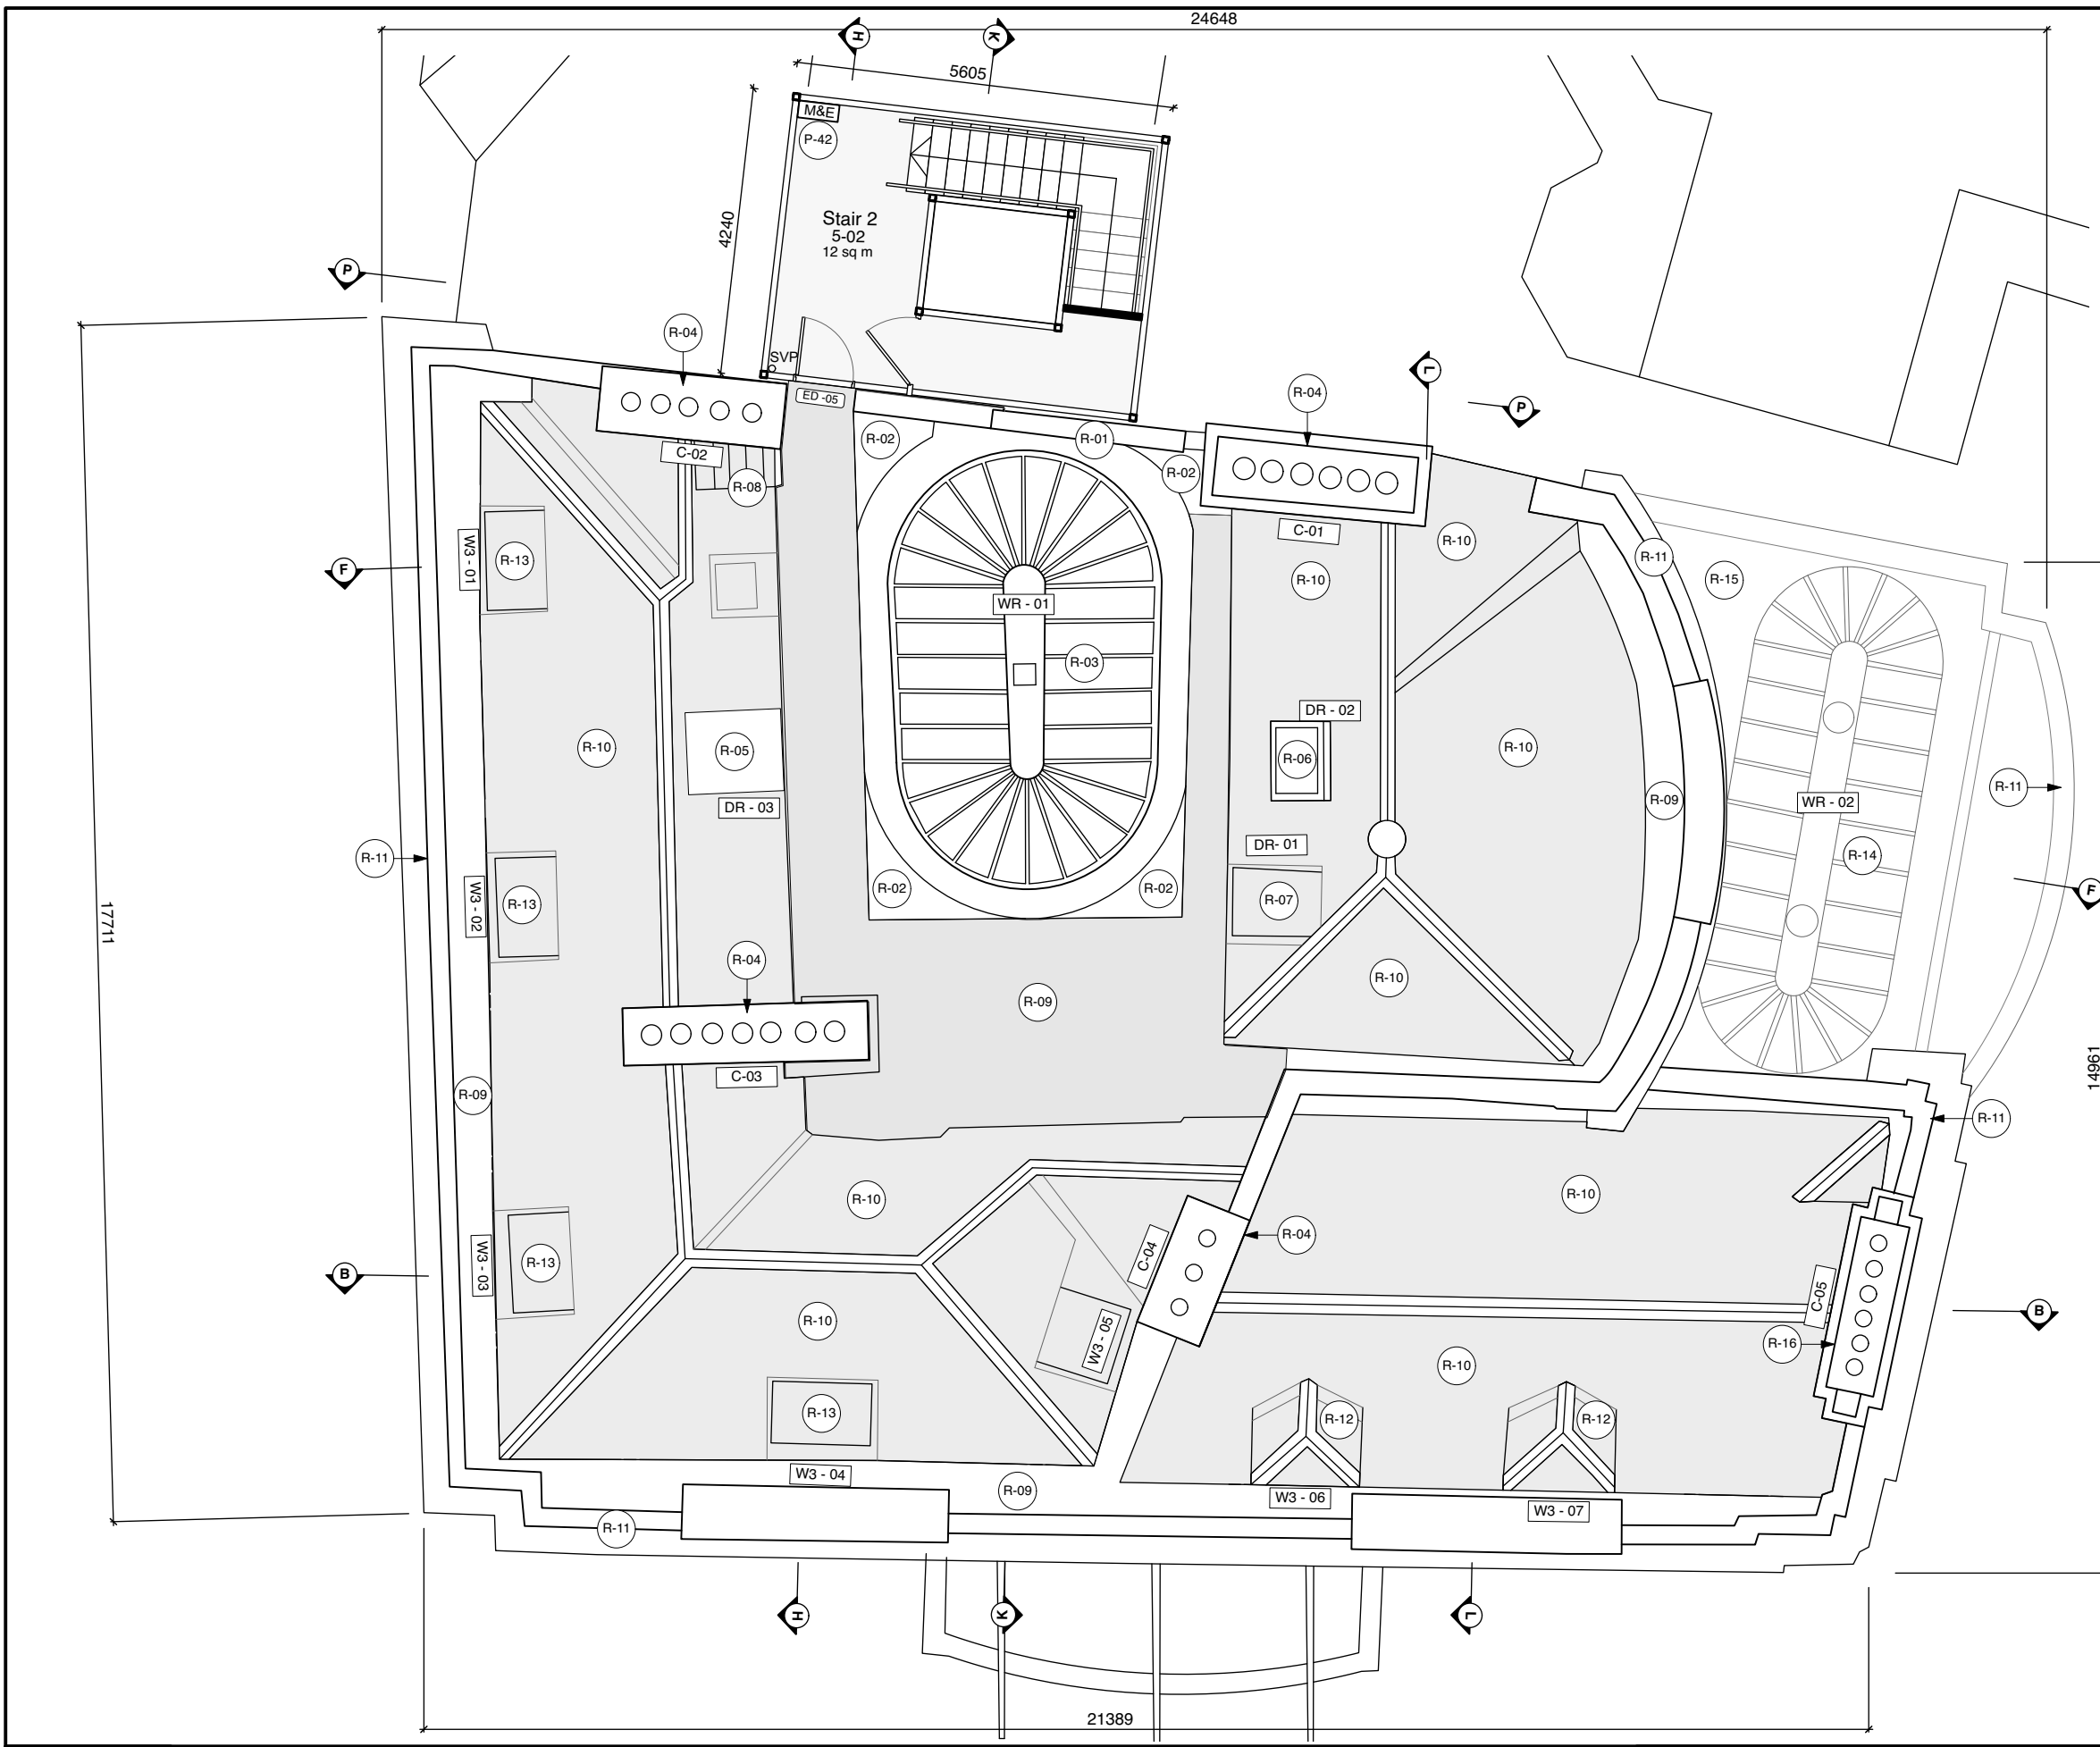 24648
H
K
5605
M&E
P-42
Stair 2
5-02
12 sq m
4240
P
R-04
SVP
ED -05
L
R-04
P
R-02
R-01
R-02
C-02
R-08
C-01
R-10
R-10
R-11
R-15
W3 - 01
R-13
F
WR - 01
R-03
R-10
R-05
DR - 03
DR - 02
R-06
R-10
R-09
WR - 02
R-11
R-14
F
R-11
DR- 01
R-07
R-02
R-02
W3 - 02
R-13
17711
R-04
R-09
R-10
C-03
R-09
14961
R-11
R-10
R-10
R-04
C-04
W3 - 03
R-13
B
C-05
B
R-10
W3 - 05
R-16
R-10
R-13
R-12
R-12
W3 - 04
R-09
W3 - 06
W3 - 07
R-11
H
K
L
21389